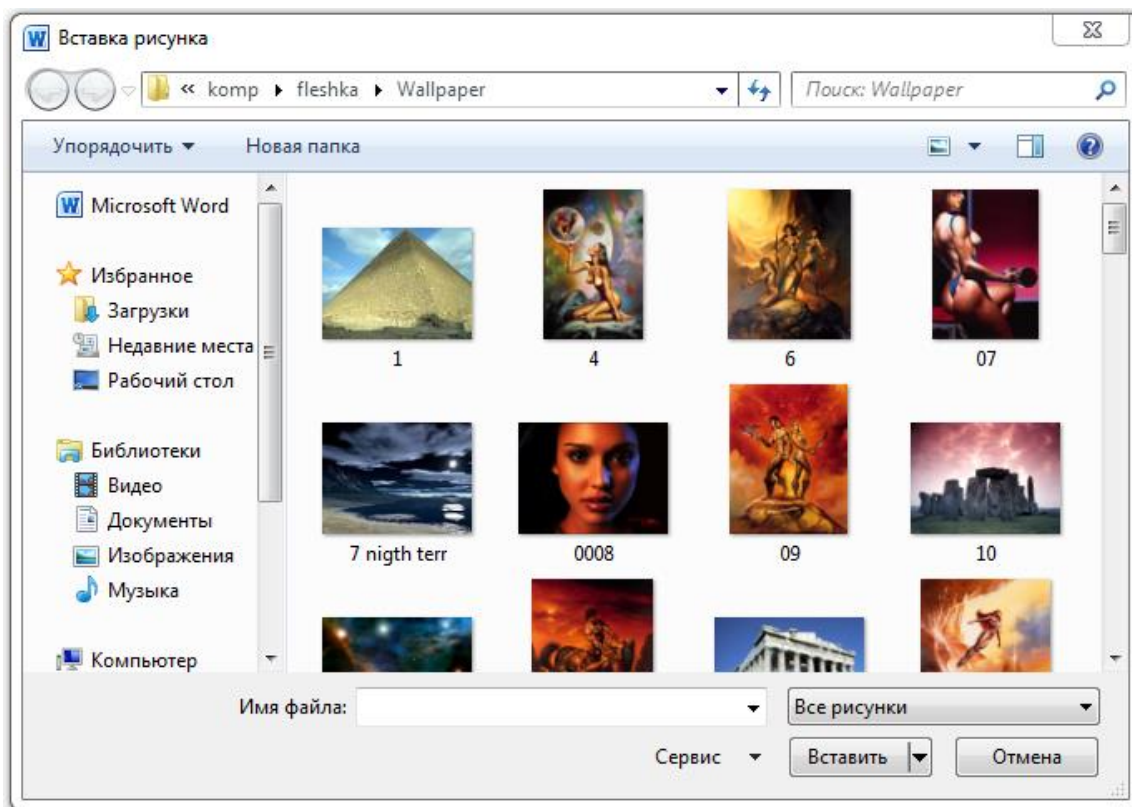 Вставка рисунка
« komp ▸ fleshka ▸ Wallpaper
Поиск: Wallpaper
Упорядочить
Новая папка
Microsoft Word
Избранное
Загрузки
Недавние места
Рабочий стол
Библиотеки
Видео
Документы
Изображения
Музыка
Компьютер
1
4
6
07
7 nigth terr
0008
09
10
Имя файла:
Все рисунки
Сервис
Вставить
Отмена